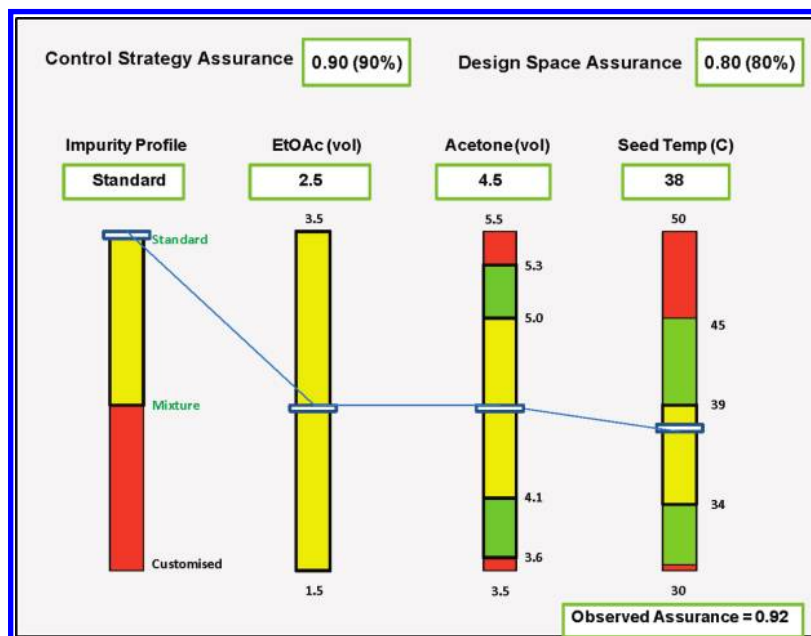 Control Strategy Assurance 0.90 (90%) Design Space Assurance 0.80 (80%)
Impurity Profile EtOAc (vol) Acetone (vol) Seed Temp (C)
Standard 2.5 4.5 38
3.5 5.5 50
Standard
5.3
5.0 45
Mixture 39
4.1 34
3.6
Customised
1.5 3.5 30
Observed Assurance = 0.92